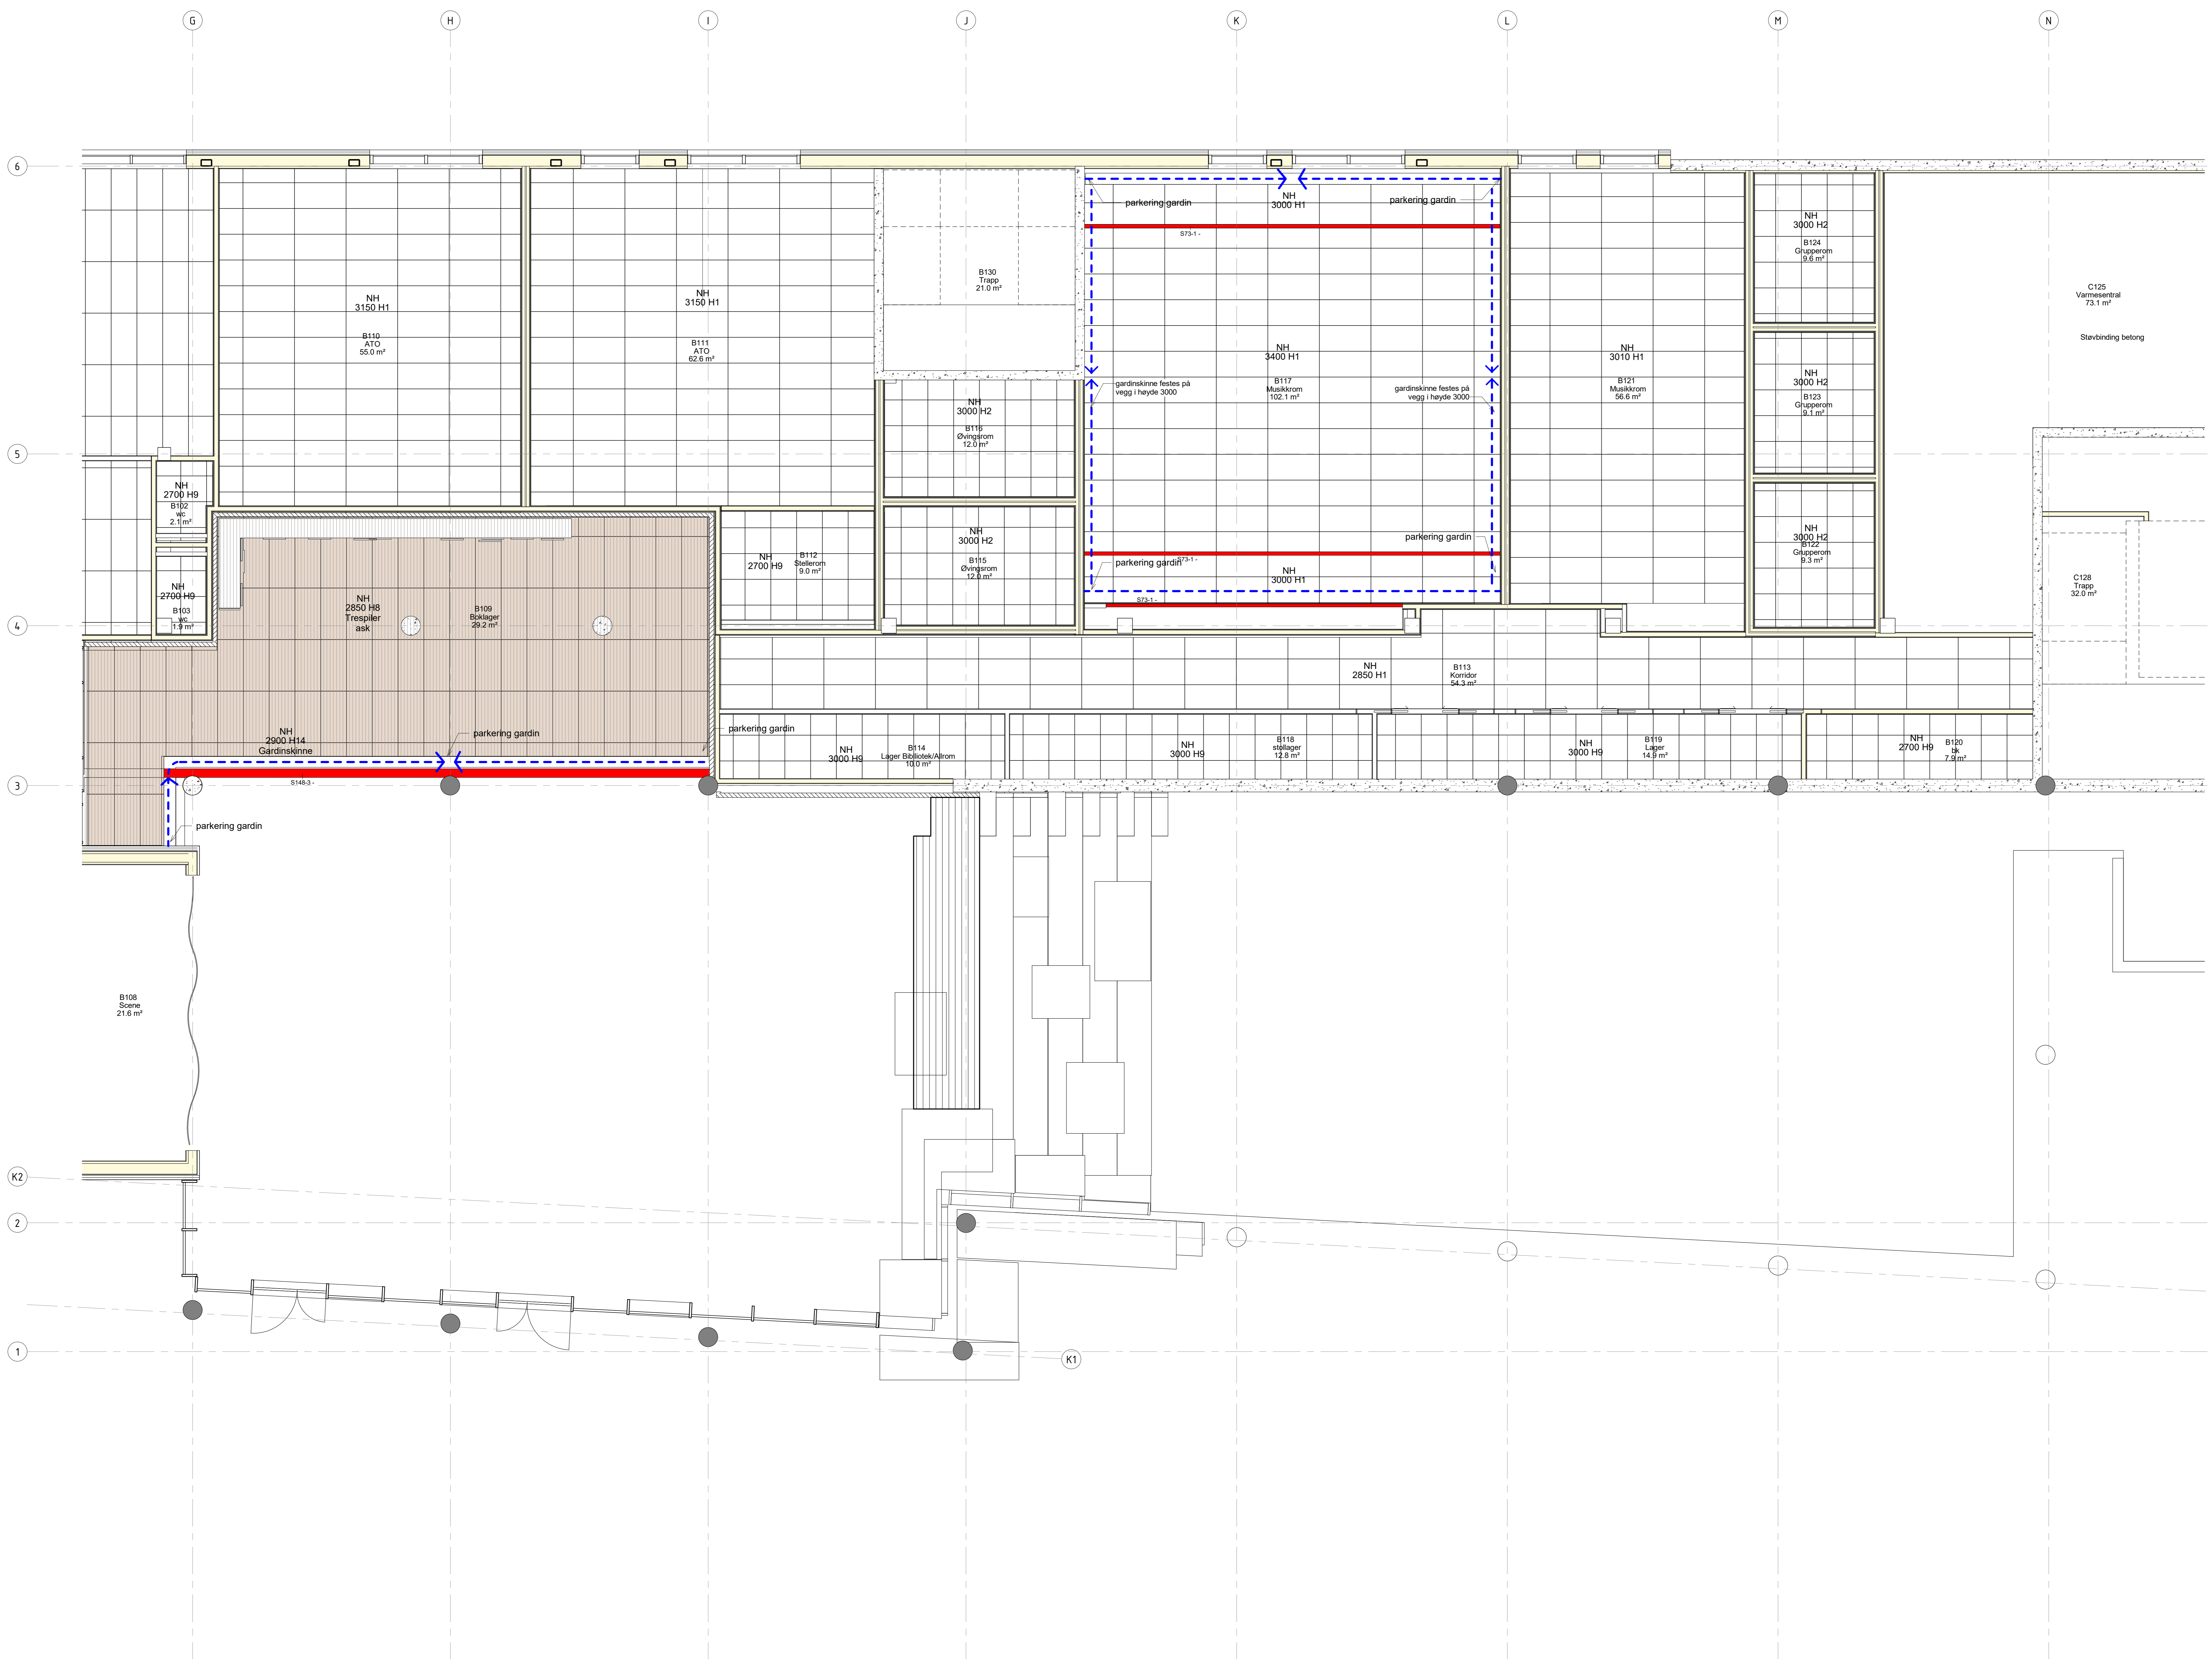 G
H
I
J
K
L
M
N
6
5
4
3
K2
2
1
K1
NH
3150 H1
B110
ATO
55.0 m²
NH
3150 H1
B111
ATO
62.6 m²
B130
Trapp
21.0 m²
parkering gardin
NH
3000 H1
parkering gardin
S73-1 -
NH
3400 H1
B117
Musikkrom
102.1 m²
gardinskinne festes på
vegg i høyde 3000
gardinskinne festes på
vegg i høyde 3000
NH
3010 H1
B121
Musikkrom
56.6 m²
NH
3000 H2
B124
Grupperom
9.6 m²
NH
3000 H2
B123
Grupperom
9.1 m²
NH
3000 H2
B122
Grupperom
9.3 m²
C125
Varmesentral
73.1 m²
Støvbinding betong
C128
Trapp
32.0 m²
NH
3000 H2
B116
Øvingsrom
12.0 m²
NH
3000 H2
B115
Øvingsrom
12.0 m²
NH
2700 H9
B112
Stellerom
9.0 m²
parkering gardin
parkering gardin
S73-1 -
NH
3000 H1
S73-1 -
NH
2700 H9
B102
wc
2.1 m²
NH
2700 H9
B103
wc
1.9 m²
NH
2850 H8
Trespiler
ask
B109
Boklager
29.2 m²
NH
2850 H1
B113
Korridor
54.3 m²
NH
2900 H14
Gardinskinne
parkering gardin
parkering gardin
S148-3 -
parkering gardin
NH
3000 H9
B114
Lager Bibliotek/Allrom
10.0 m²
NH
3000 H9
B118
stollager
12.8 m²
NH
3000 H9
B119
Lager
14.9 m²
NH
2700 H9
B120
bk
7.9 m²
B108
Scene
21.6 m²